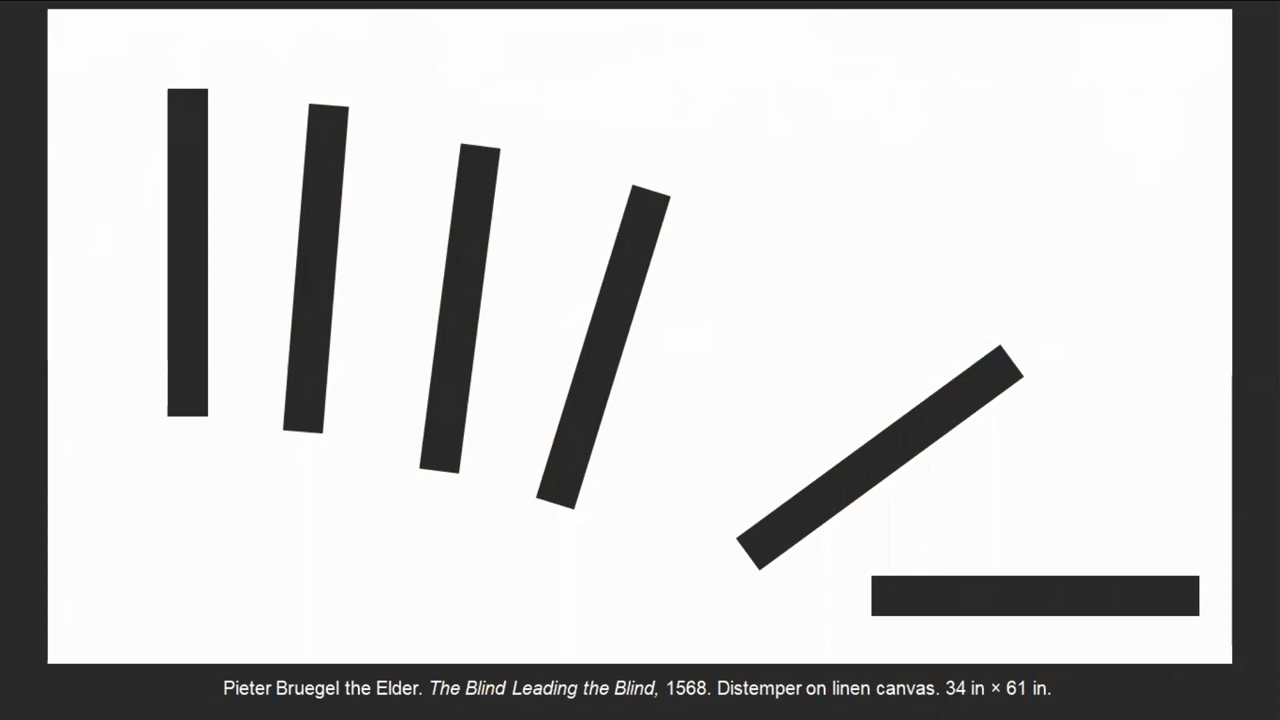 Pieter Bruegel the Elder. The Blind Leading the Blind, 1568. Distemper on linen canvas. 34 in × 61 in.